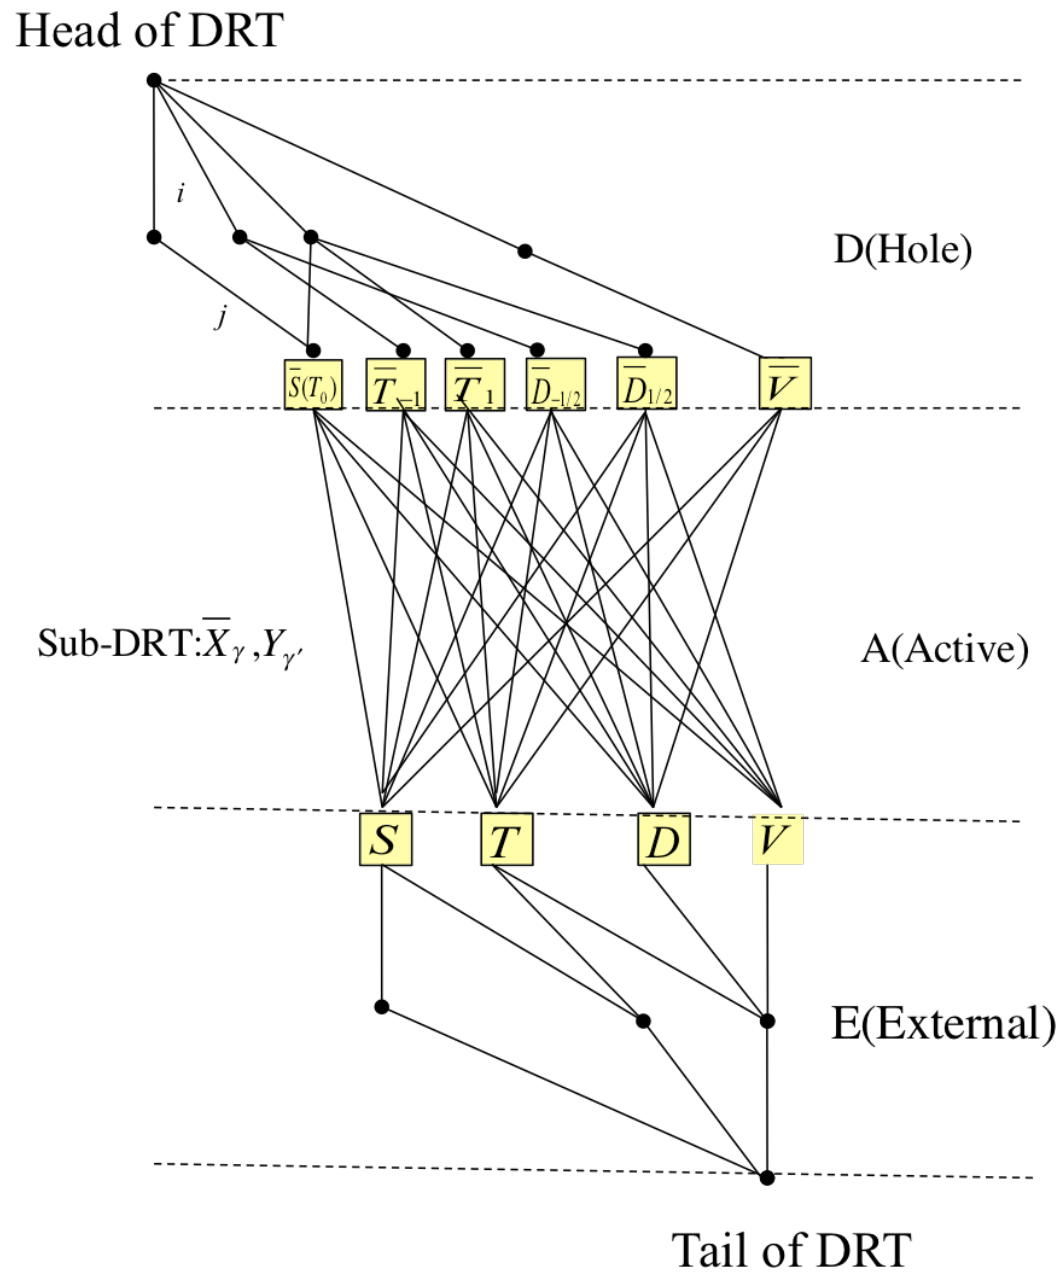 Head of DRT
i
D(Hole)
j
S̅(T₀) T̅₋₁ T̅₁ D̅₋₁/₂ D̅₁/₂ V̅
Sub-DRT:X̅γ,Yγ′
A(Active)
S T D V
E(External)
Tail of DRT